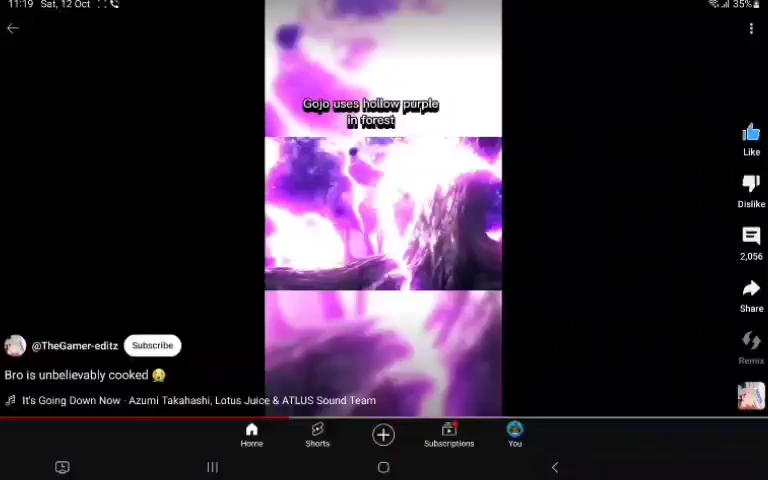 11:19 Sat, 12 Oct
35%
Gojo uses hollow purple
in forest
Like
Dislike
2,056
Share
Remix
@TheGamer-editz Subscribe
Bro is unbelievably cooked 😭
It's Going Down Now · Azumi Takahashi, Lotus Juice & ATLUS Sound Team
Home
Shorts
Subscriptions
You